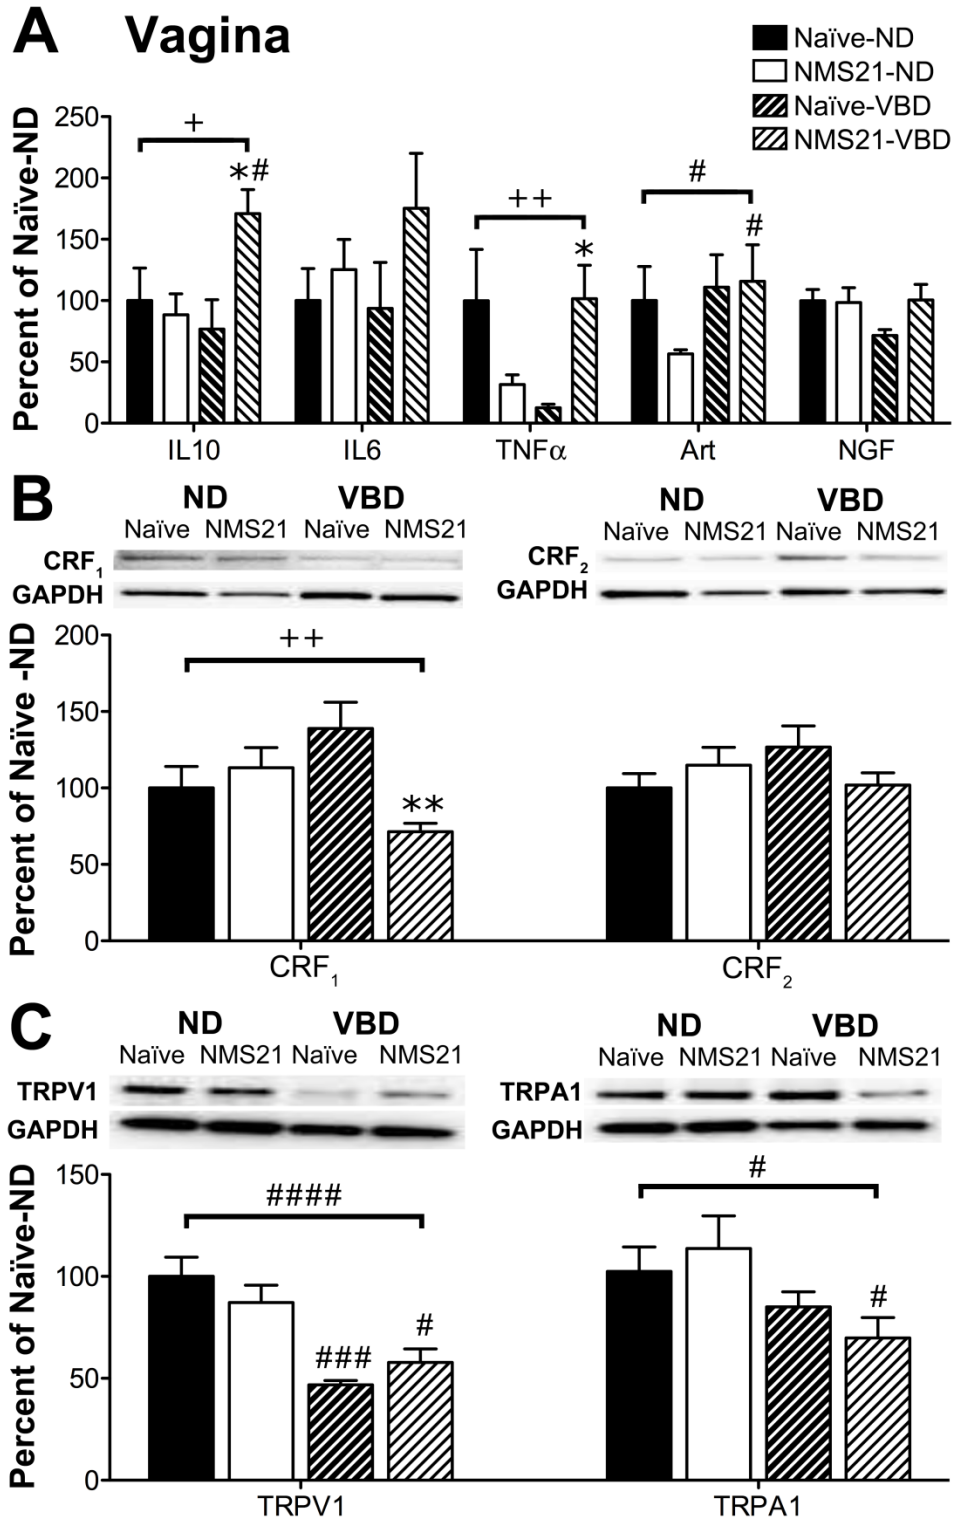 A Vagina
Naïve-ND
NMS21-ND
Naïve-VBD
NMS21-VBD
Percent of Naïve-ND
250
200
150
100
50
0
+
*#
++
*
#
#
IL10 IL6 TNFα Art NGF
B
ND VBD
Naïve NMS21 Naïve NMS21
CRF1
GAPDH
ND VBD
Naïve NMS21 Naïve NMS21
CRF2
GAPDH
Percent of Naïve -ND
200
150
100
50
0
++
**
CRF1 CRF2
C
ND VBD
Naïve NMS21 Naïve NMS21
TRPV1
GAPDH
ND VBD
Naïve NMS21 Naïve NMS21
TRPA1
GAPDH
Percent of Naïve-ND
150
100
50
0
####
###
#
#
#
TRPV1 TRPA1